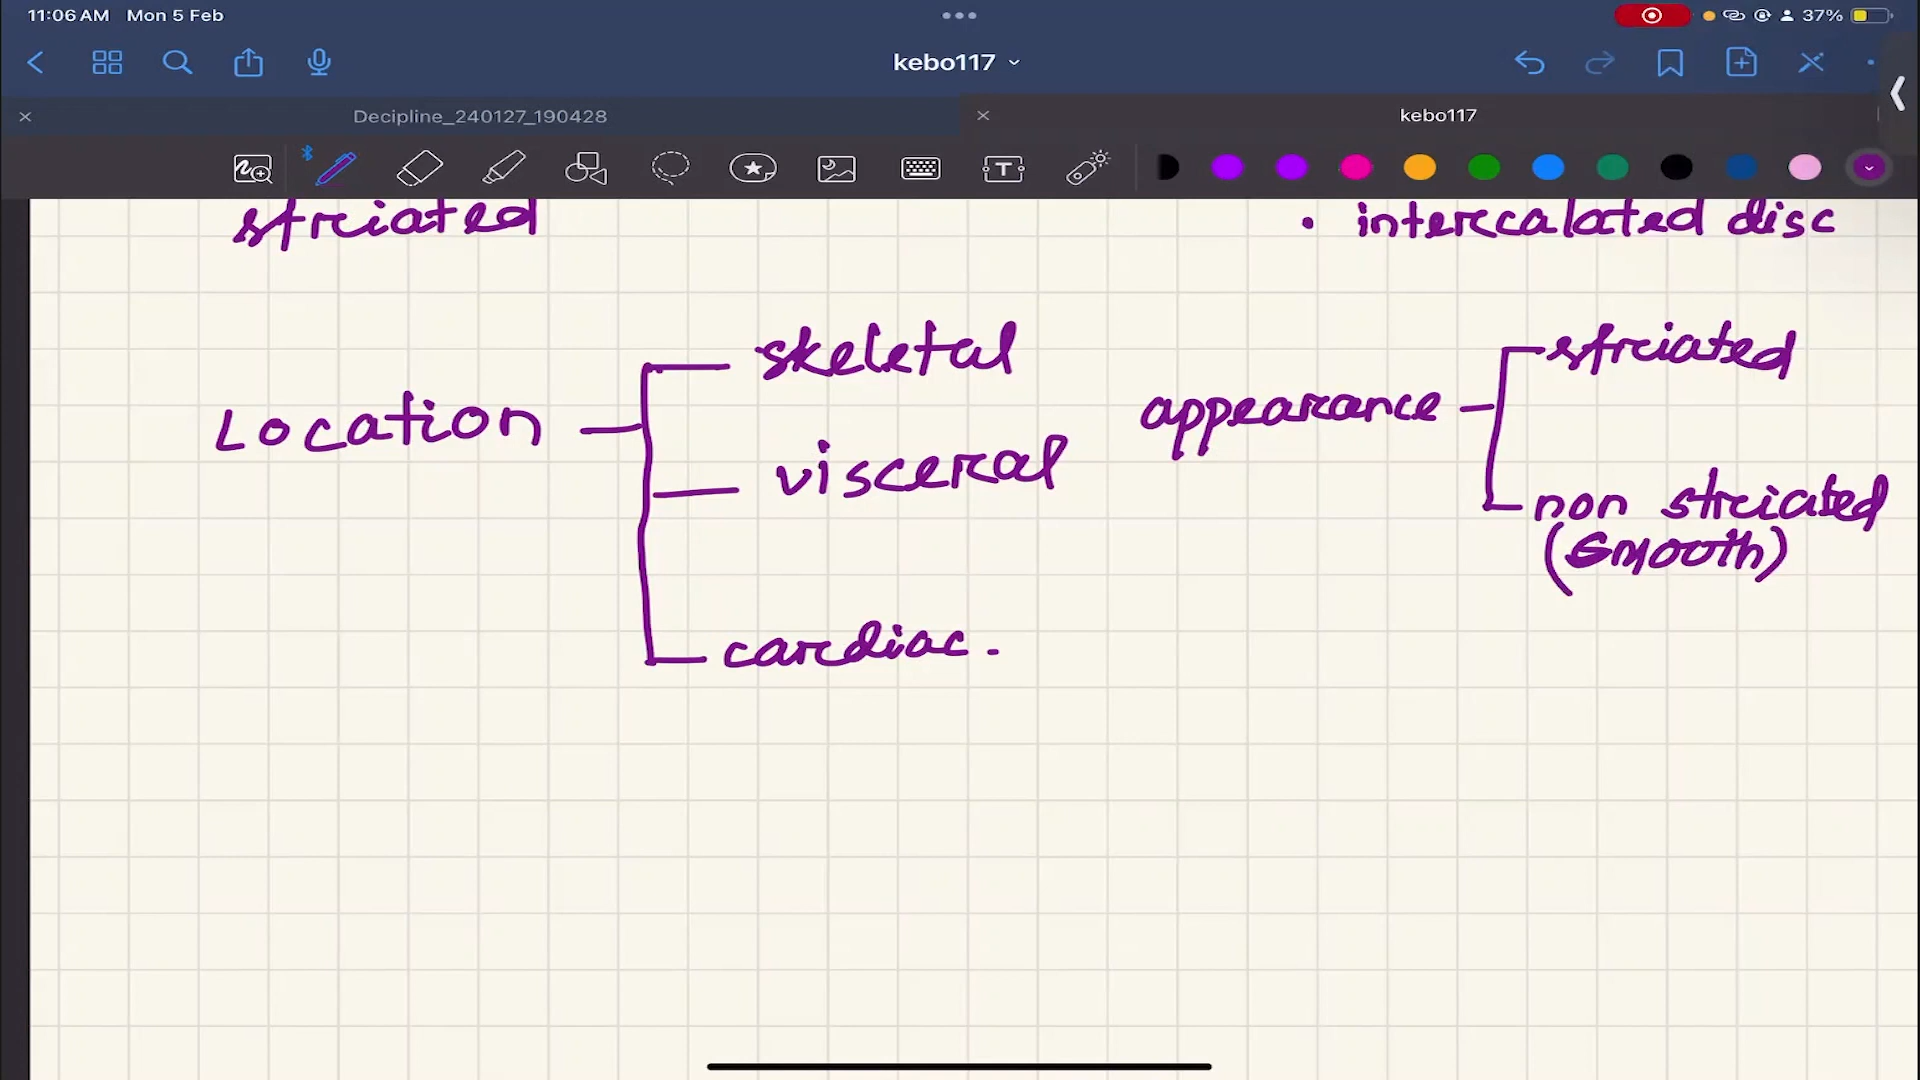 11:06 AM Mon 5 Feb
37%
kebo117
Decipline_240127_190428
kebo117
striated
• intercalated disc
Location
skeletal
visceral
cardiac.
appearance
striated
non striated
(smooth)